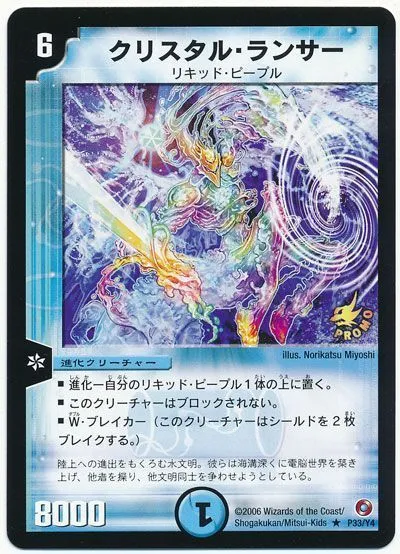 6
クリスタル・ランサー
リキッド・ピープル
PROMO
illus. Norikatsu Miyoshi
進化クリーチャー
■ 進化ー自分のリキッド・ピープル1体の上に置く。
■ このクリーチャーはブロックされない。
■ W・ブレイカー（このクリーチャーはシールドを2枚
ブレイクする。）
陸上への進出をもくろむ水文明。彼らは海溝深くに電脳世界を築き
上げ、他者を操り、他文明同士を争わせようとしている。
8000
1
©2006 Wizards of the Coast/
Shogakukan/Mitsui-Kids ★ P33/Y4